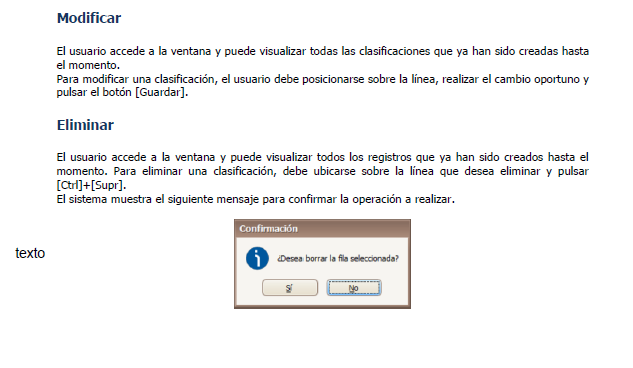 Modificar
El usuario accede a la ventana y puede visualizar todas las clasificaciones que ya han sido creadas hasta
el momento.
Para modificar una clasificación, el usuario debe posicionarse sobre la línea, realizar el cambio oportuno y
pulsar el botón [Guardar].
Eliminar
El usuario accede a la ventana y puede visualizar todos los registros que ya han sido creados hasta el
momento. Para eliminar una clasificación, debe ubicarse sobre la línea que desea eliminar y pulsar
[Ctrl]+[Supr].
El sistema muestra el siguiente mensaje para confirmar la operación a realizar.
texto
Confirmación
¿Desea borrar la fila seleccionada?
Sí
No